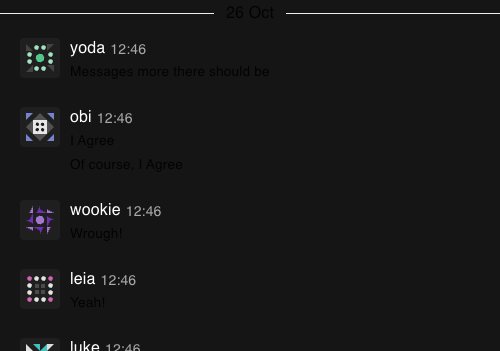 26 Oct
yoda 12:46
Messages more there should be
obi 12:46
I Agree
Of course, I Agree
wookie 12:46
Wrough!
leia 12:46
Yeah!
luke 12:46